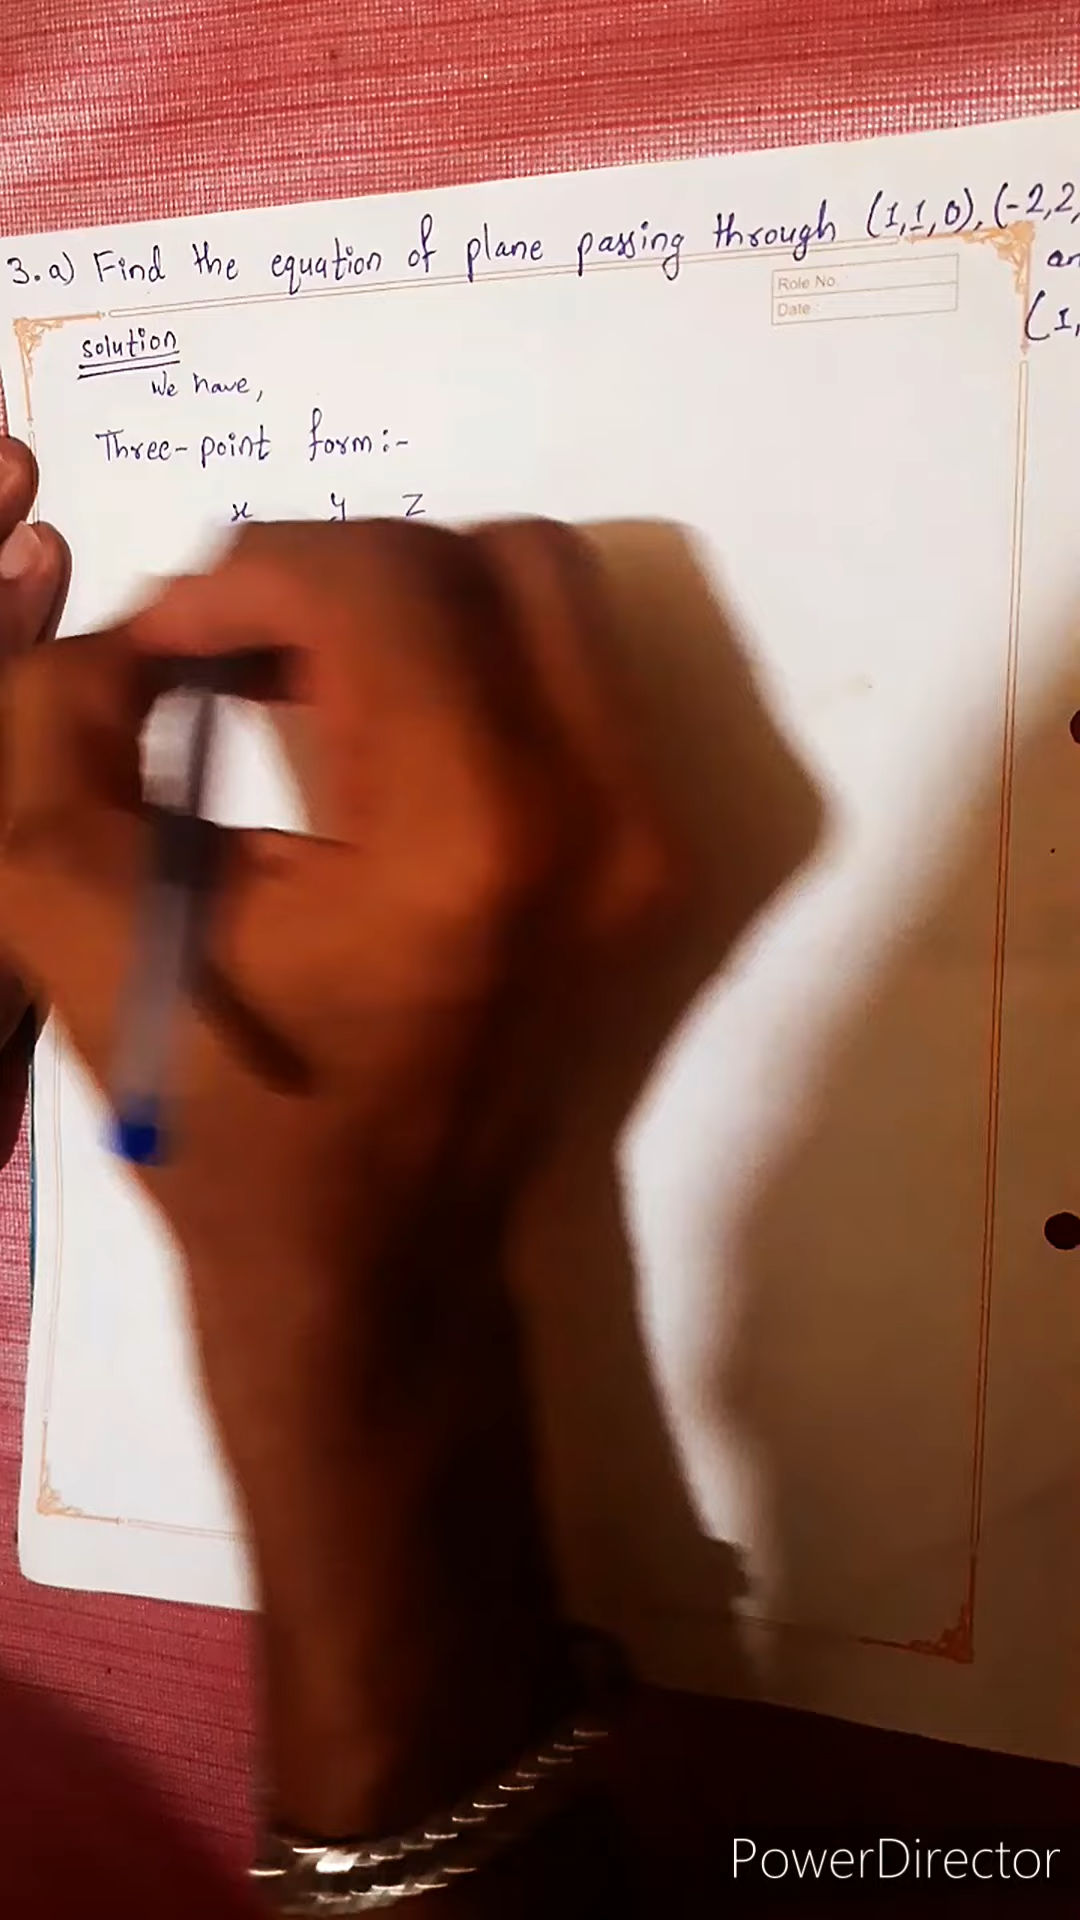 3. a) Find the equation of plane passing through (1,1,0), (-2,2,
(1,
Role No.
Date :
solution
We have,
Three-point form:-
x y z
PowerDirector